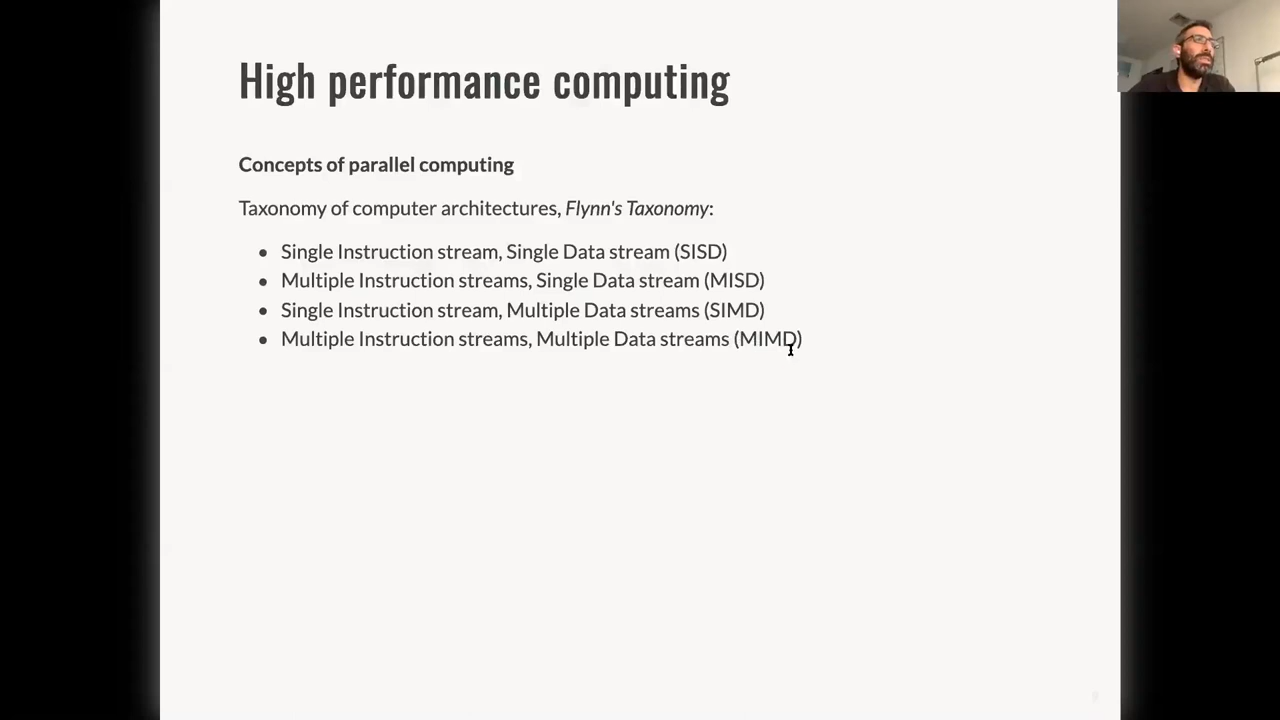 High performance computing
Concepts of parallel computing
Taxonomy of computer architectures, Flynn's Taxonomy:
• Single Instruction stream, Single Data stream (SISD)
• Multiple Instruction streams, Single Data stream (MISD)
• Single Instruction stream, Multiple Data streams (SIMD)
• Multiple Instruction streams, Multiple Data streams (MIMD)